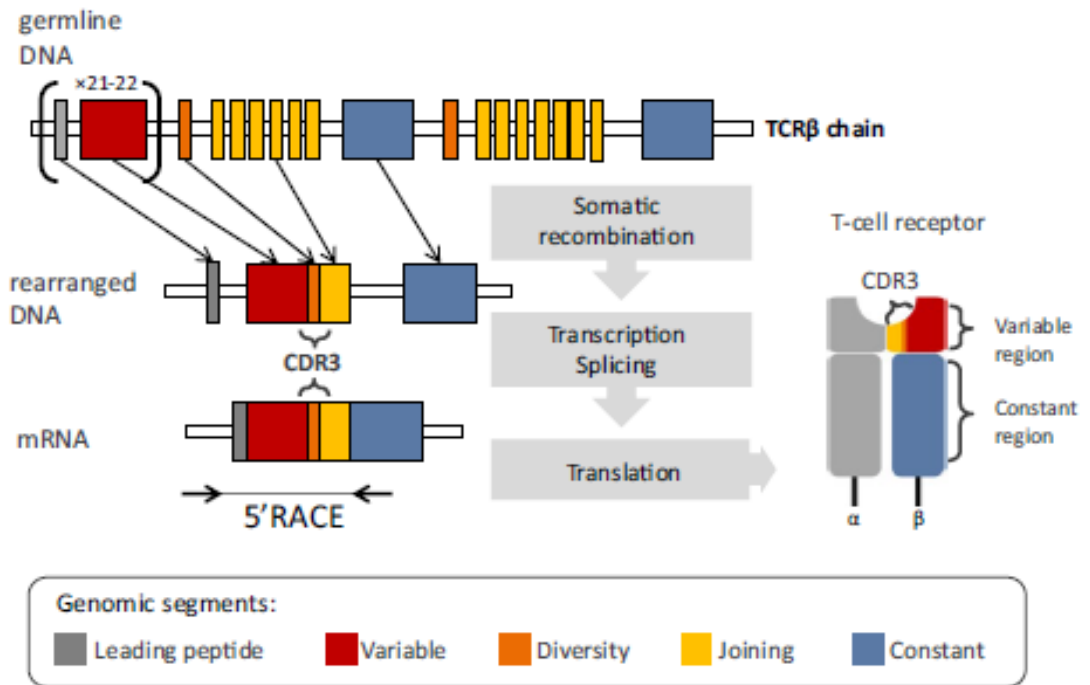 germline
DNA
×21-22
TCRβ chain
Somatic
recombination
T-cell receptor
rearranged
DNA
CDR3
CDR3
Transcription
Splicing
Variable
region
mRNA
Constant
region
Translation
5'RACE
α
β
Genomic segments:
Leading peptide
Variable
Diversity
Joining
Constant